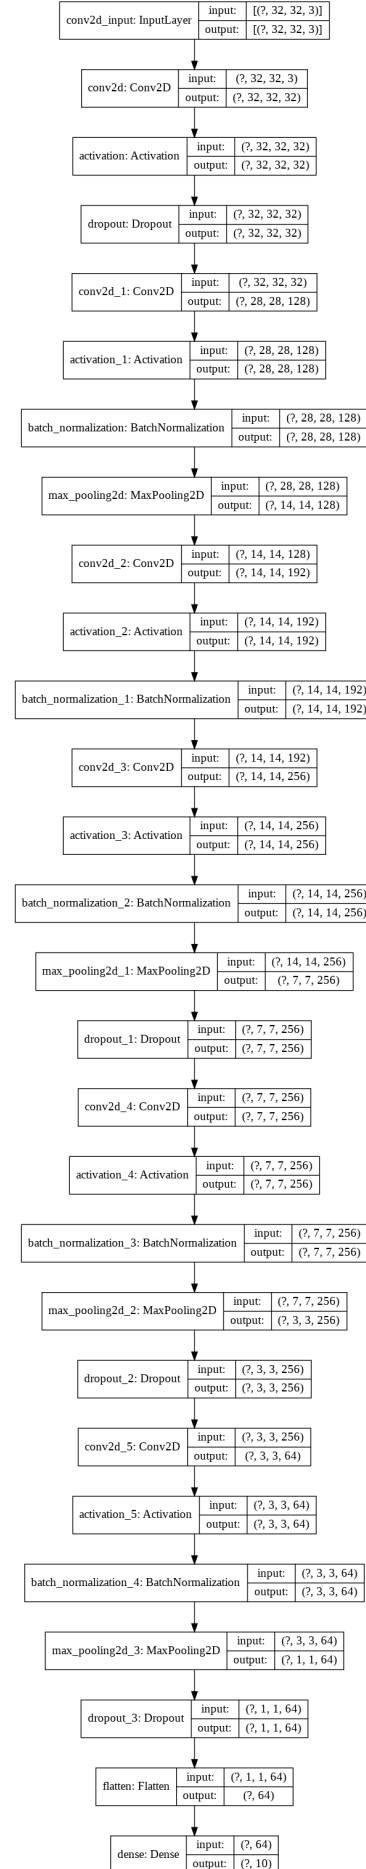 conv2d_input: InputLayer input: [(?, 32, 32, 3)]
output: [(?, 32, 32, 3)]
conv2d: Conv2D input: (?, 32, 32, 3)
output: (?, 32, 32, 32)
activation: Activation input: (?, 32, 32, 32)
output: (?, 32, 32, 32)
dropout: Dropout input: (?, 32, 32, 32)
output: (?, 32, 32, 32)
conv2d_1: Conv2D input: (?, 32, 32, 32)
output: (?, 28, 28, 128)
activation_1: Activation input: (?, 28, 28, 128)
output: (?, 28, 28, 128)
batch_normalization: BatchNormalization input: (?, 28, 28, 128)
output: (?, 28, 28, 128)
max_pooling2d: MaxPooling2D input: (?, 28, 28, 128)
output: (?, 14, 14, 128)
conv2d_2: Conv2D input: (?, 14, 14, 128)
output: (?, 14, 14, 192)
activation_2: Activation input: (?, 14, 14, 192)
output: (?, 14, 14, 192)
batch_normalization_1: BatchNormalization input: (?, 14, 14, 192)
output: (?, 14, 14, 192)
conv2d_3: Conv2D input: (?, 14, 14, 192)
output: (?, 14, 14, 256)
activation_3: Activation input: (?, 14, 14, 256)
output: (?, 14, 14, 256)
batch_normalization_2: BatchNormalization input: (?, 14, 14, 256)
output: (?, 14, 14, 256)
max_pooling2d_1: MaxPooling2D input: (?, 14, 14, 256)
output: (?, 7, 7, 256)
dropout_1: Dropout input: (?, 7, 7, 256)
output: (?, 7, 7, 256)
conv2d_4: Conv2D input: (?, 7, 7, 256)
output: (?, 7, 7, 256)
activation_4: Activation input: (?, 7, 7, 256)
output: (?, 7, 7, 256)
batch_normalization_3: BatchNormalization input: (?, 7, 7, 256)
output: (?, 7, 7, 256)
max_pooling2d_2: MaxPooling2D input: (?, 7, 7, 256)
output: (?, 3, 3, 256)
dropout_2: Dropout input: (?, 3, 3, 256)
output: (?, 3, 3, 256)
conv2d_5: Conv2D input: (?, 3, 3, 256)
output: (?, 3, 3, 64)
activation_5: Activation input: (?, 3, 3, 64)
output: (?, 3, 3, 64)
batch_normalization_4: BatchNormalization input: (?, 3, 3, 64)
output: (?, 3, 3, 64)
max_pooling2d_3: MaxPooling2D input: (?, 3, 3, 64)
output: (?, 1, 1, 64)
dropout_3: Dropout input: (?, 1, 1, 64)
output: (?, 1, 1, 64)
flatten: Flatten input: (?, 1, 1, 64)
output: (?, 64)
dense: Dense input: (?, 64)
output: (?, 10)